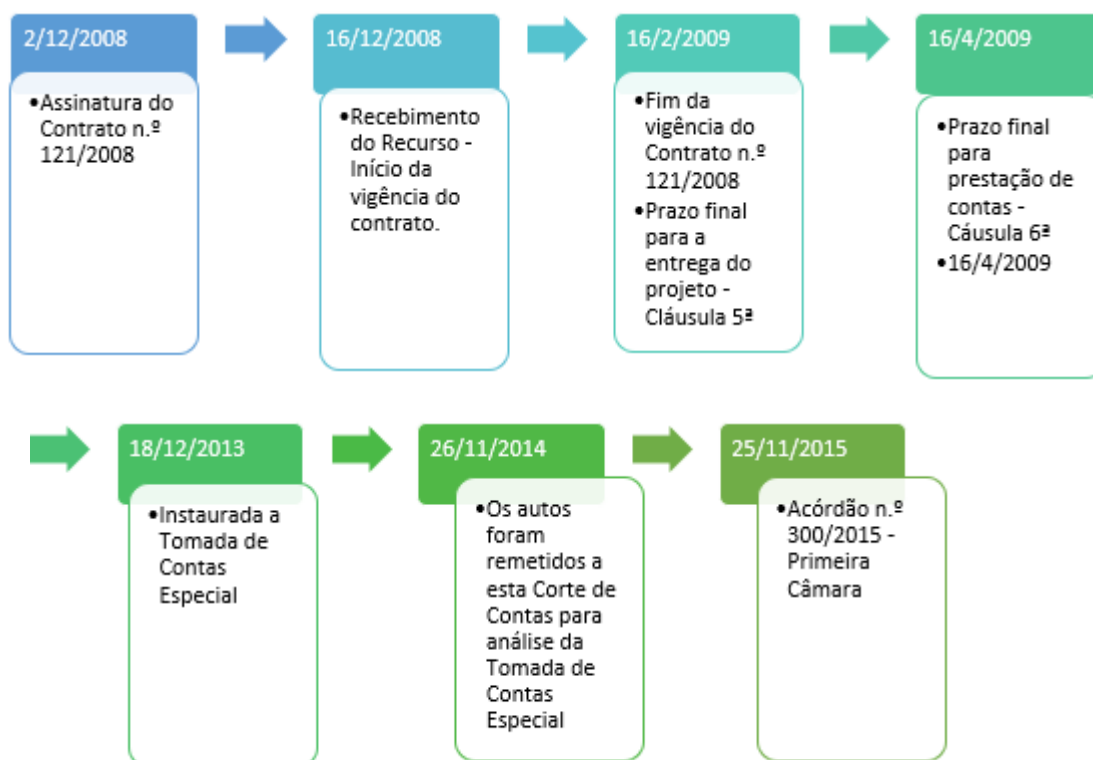 2/12/2008
•Assinatura do
Contrato n.º
121/2008
16/12/2008
•Recebimento
do Recurso -
Início da
vigência do
contrato.
16/2/2009
•Fim da
vigência do
Contrato n.º
121/2008
•Prazo final
para a
entrega do
projeto -
Cláusula 5ª
16/4/2009
•Prazo final
para
prestação de
contas -
Cáusula 6ª
•16/4/2009
18/12/2013
•Instaurada a
Tomada de
Contas
Especial
26/11/2014
•Os autos
foram
remetidos a
esta Corte de
Contas para
análise da
Tomada de
Contas
Especial
25/11/2015
•Acórdão n.º
300/2015 -
Primeira
Câmara